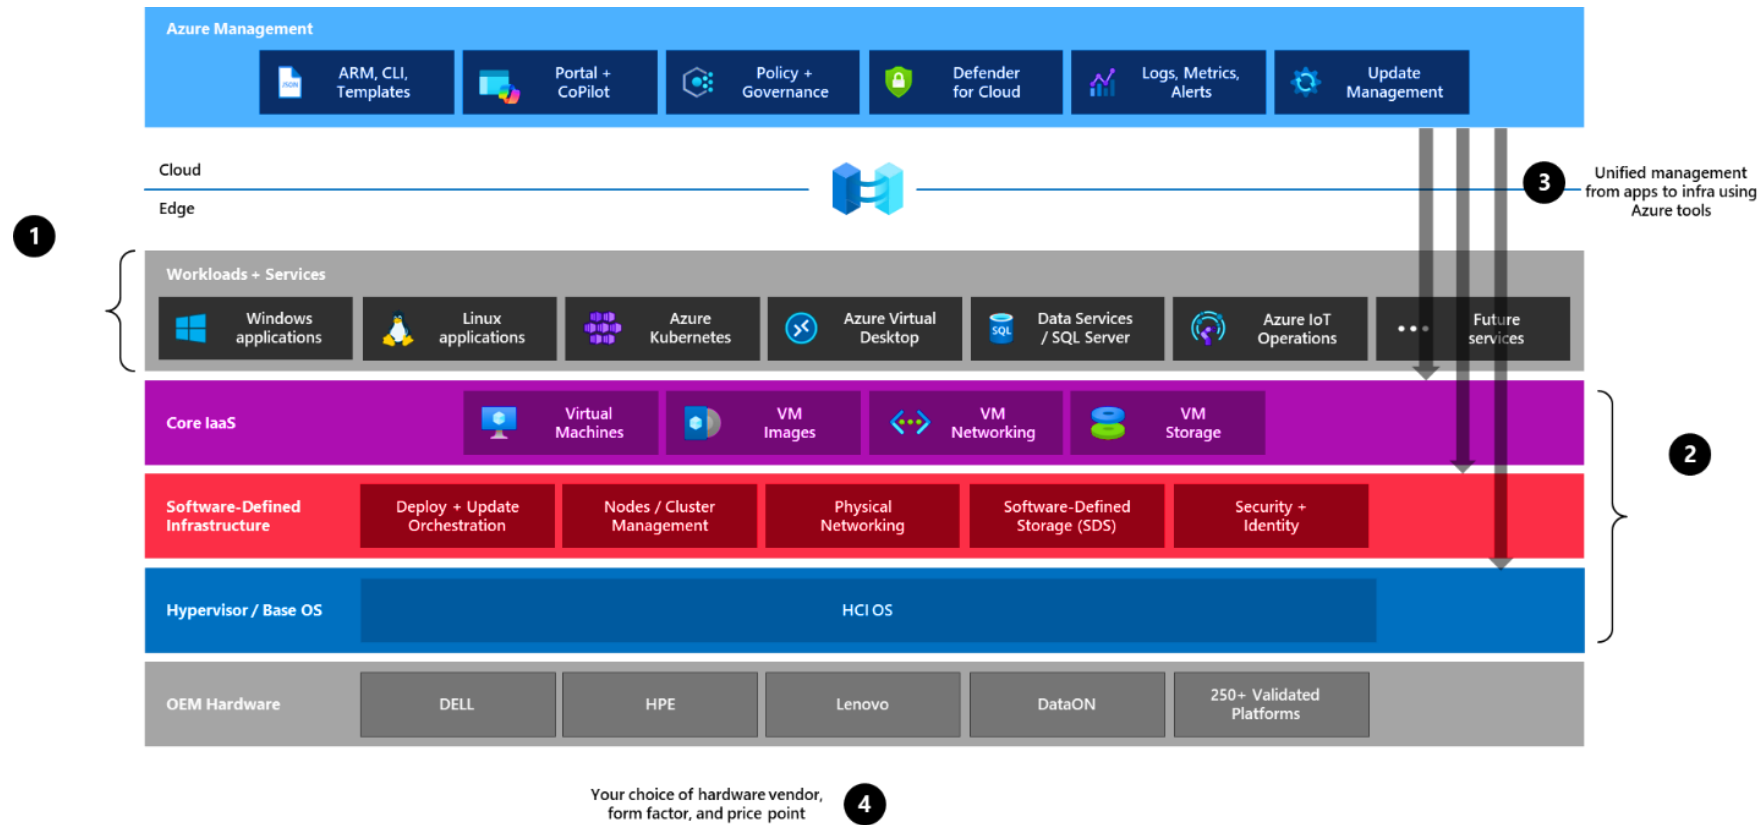 Azure Management
ARM, CLI,
Templates
JSON
Portal +
CoPilot
Policy +
Governance
Defender
for Cloud
Logs, Metrics,
Alerts
Update
Management
Cloud
Edge
3
Unified management
from apps to infra using
Azure tools
1
Workloads + Services
Windows
applications
Linux
applications
Azure
Kubernetes
Azure Virtual
Desktop
SQL
Data Services
/ SQL Server
Azure IoT
Operations
Future
services
Core IaaS
Virtual
Machines
VM
Images
VM
Networking
VM
Storage
2
Software-Defined
Infrastructure
Deploy + Update
Orchestration
Nodes / Cluster
Management
Physical
Networking
Software-Defined
Storage (SDS)
Security +
Identity
Hypervisor / Base OS
HCI OS
OEM Hardware
DELL
HPE
Lenovo
DataON
250+ Validated
Platforms
Your choice of hardware vendor,
form factor, and price point
4